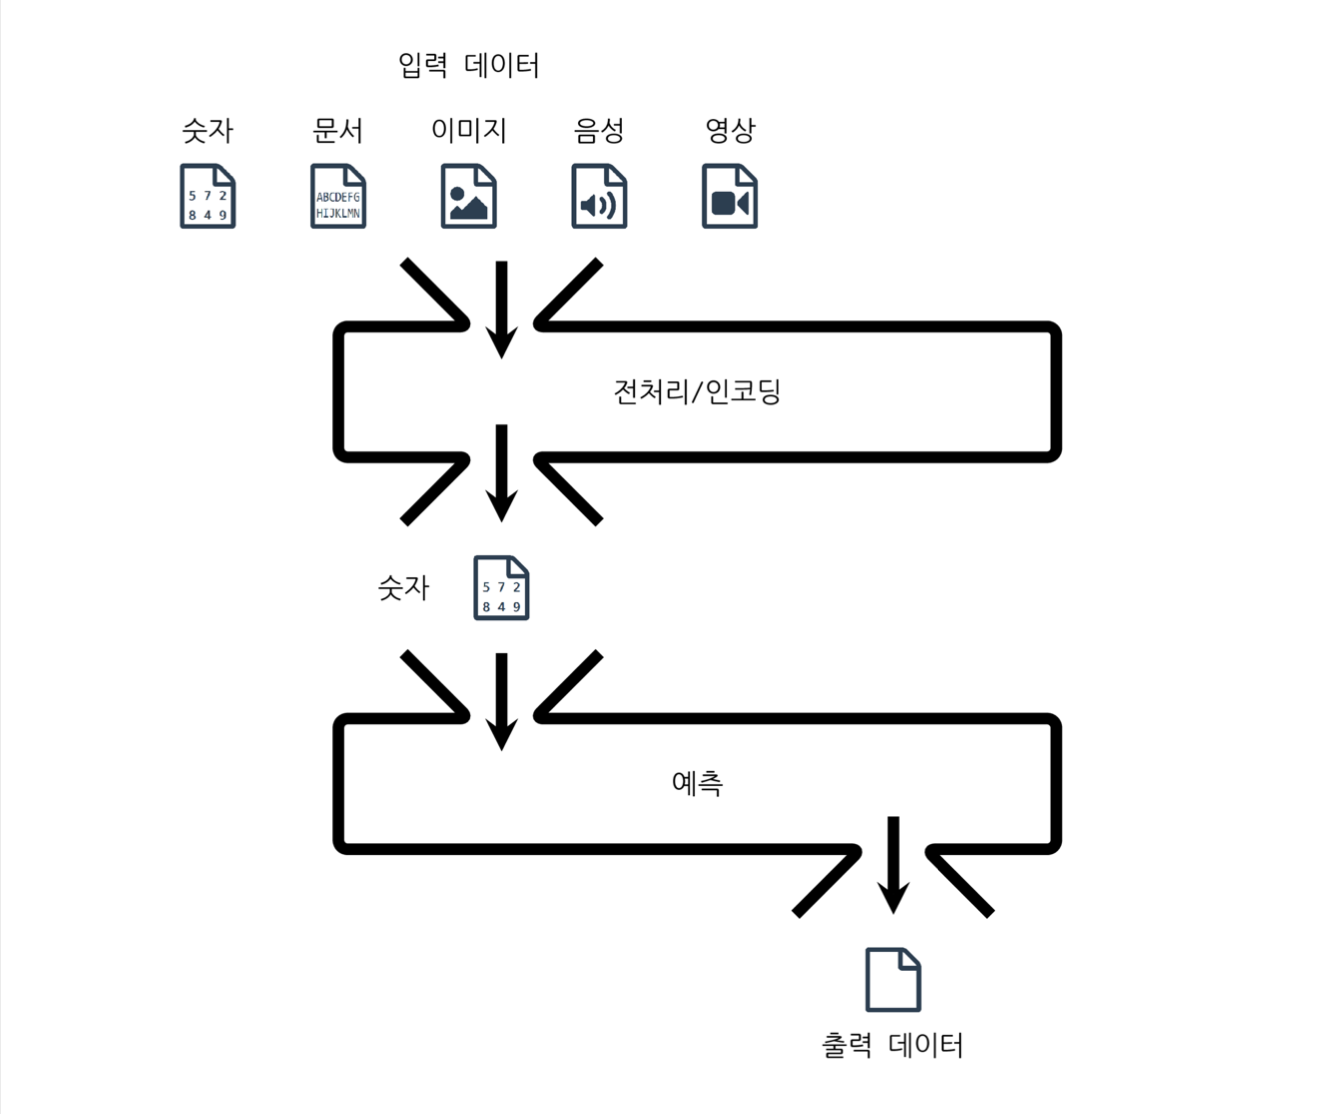 입력 데이터
숫자 문서 이미지 음성 영상
5 7 2 ABCDEFG
8 4 9 HIJKLMN
전처리/인코딩
숫자
5 7 2
8 4 9
예측
출력 데이터